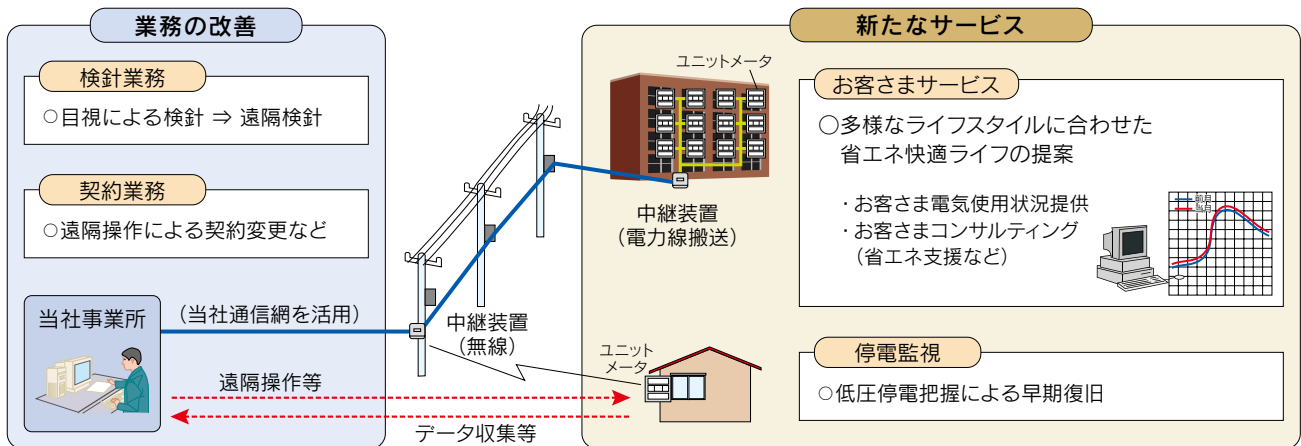 業務の改善
検針業務
○目視による検針 ⇒ 遠隔検針
契約業務
○遠隔操作による契約変更など
当社事業所
（当社通信網を活用）
中継装置
（無線）
遠隔操作等
データ収集等
新たなサービス
ユニットメータ
中継装置
（電力線搬送）
ユニット
メータ
お客さまサービス
○多様なライフスタイルに合わせた
省エネ快適ライフの提案
・お客さま電気使用状況提供
・お客さまコンサルティング
（省エネ支援など）
前月
当月
停電監視
○低圧停電把握による早期復旧